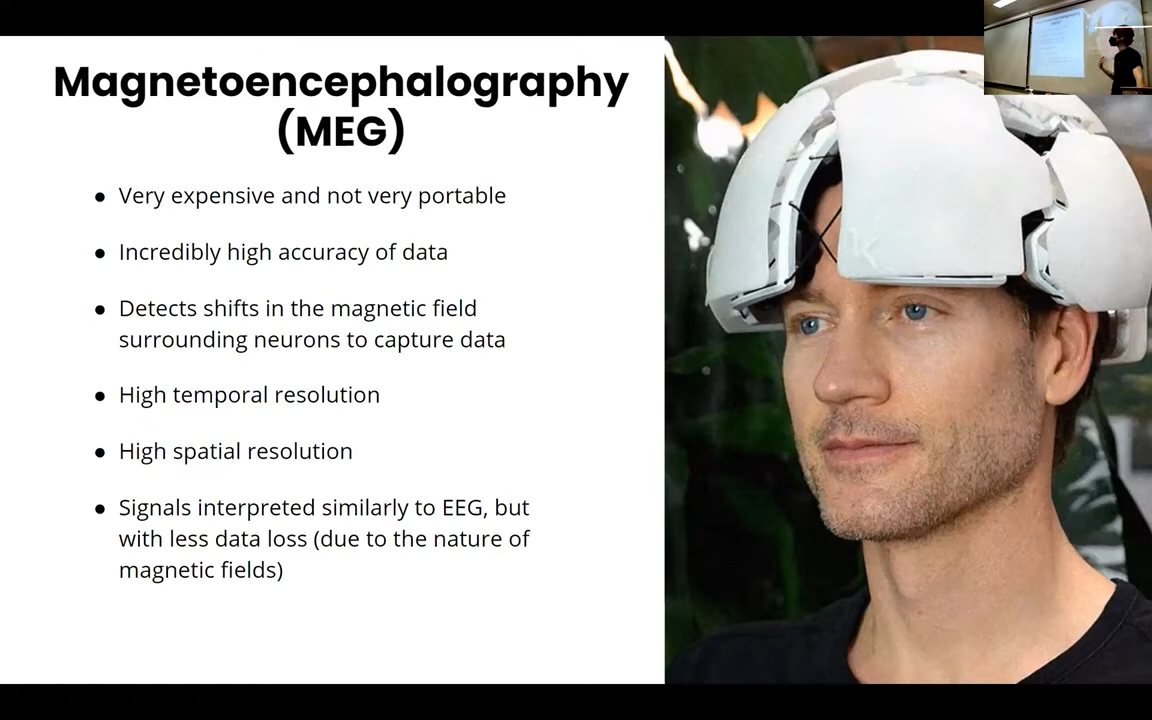 Magnetoencephalography
(MEG)
● Very expensive and not very portable
● Incredibly high accuracy of data
● Detects shifts in the magnetic field
surrounding neurons to capture data
● High temporal resolution
● High spatial resolution
● Signals interpreted similarly to EEG, but
with less data loss (due to the nature of
magnetic fields)